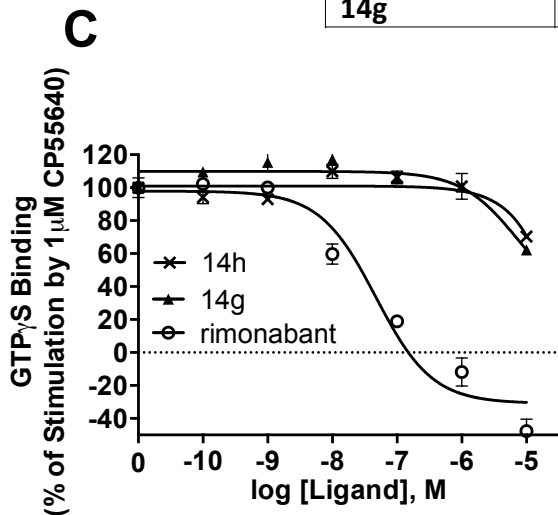 C
14g
GTPγS Binding
(% of Stimulation by 1μM CP55640)
120
100
80
60
40
20
0
-20
-40
14h
14g
rimonabant
0 -10 -9 -8 -7 -6 -5
log [Ligand], M